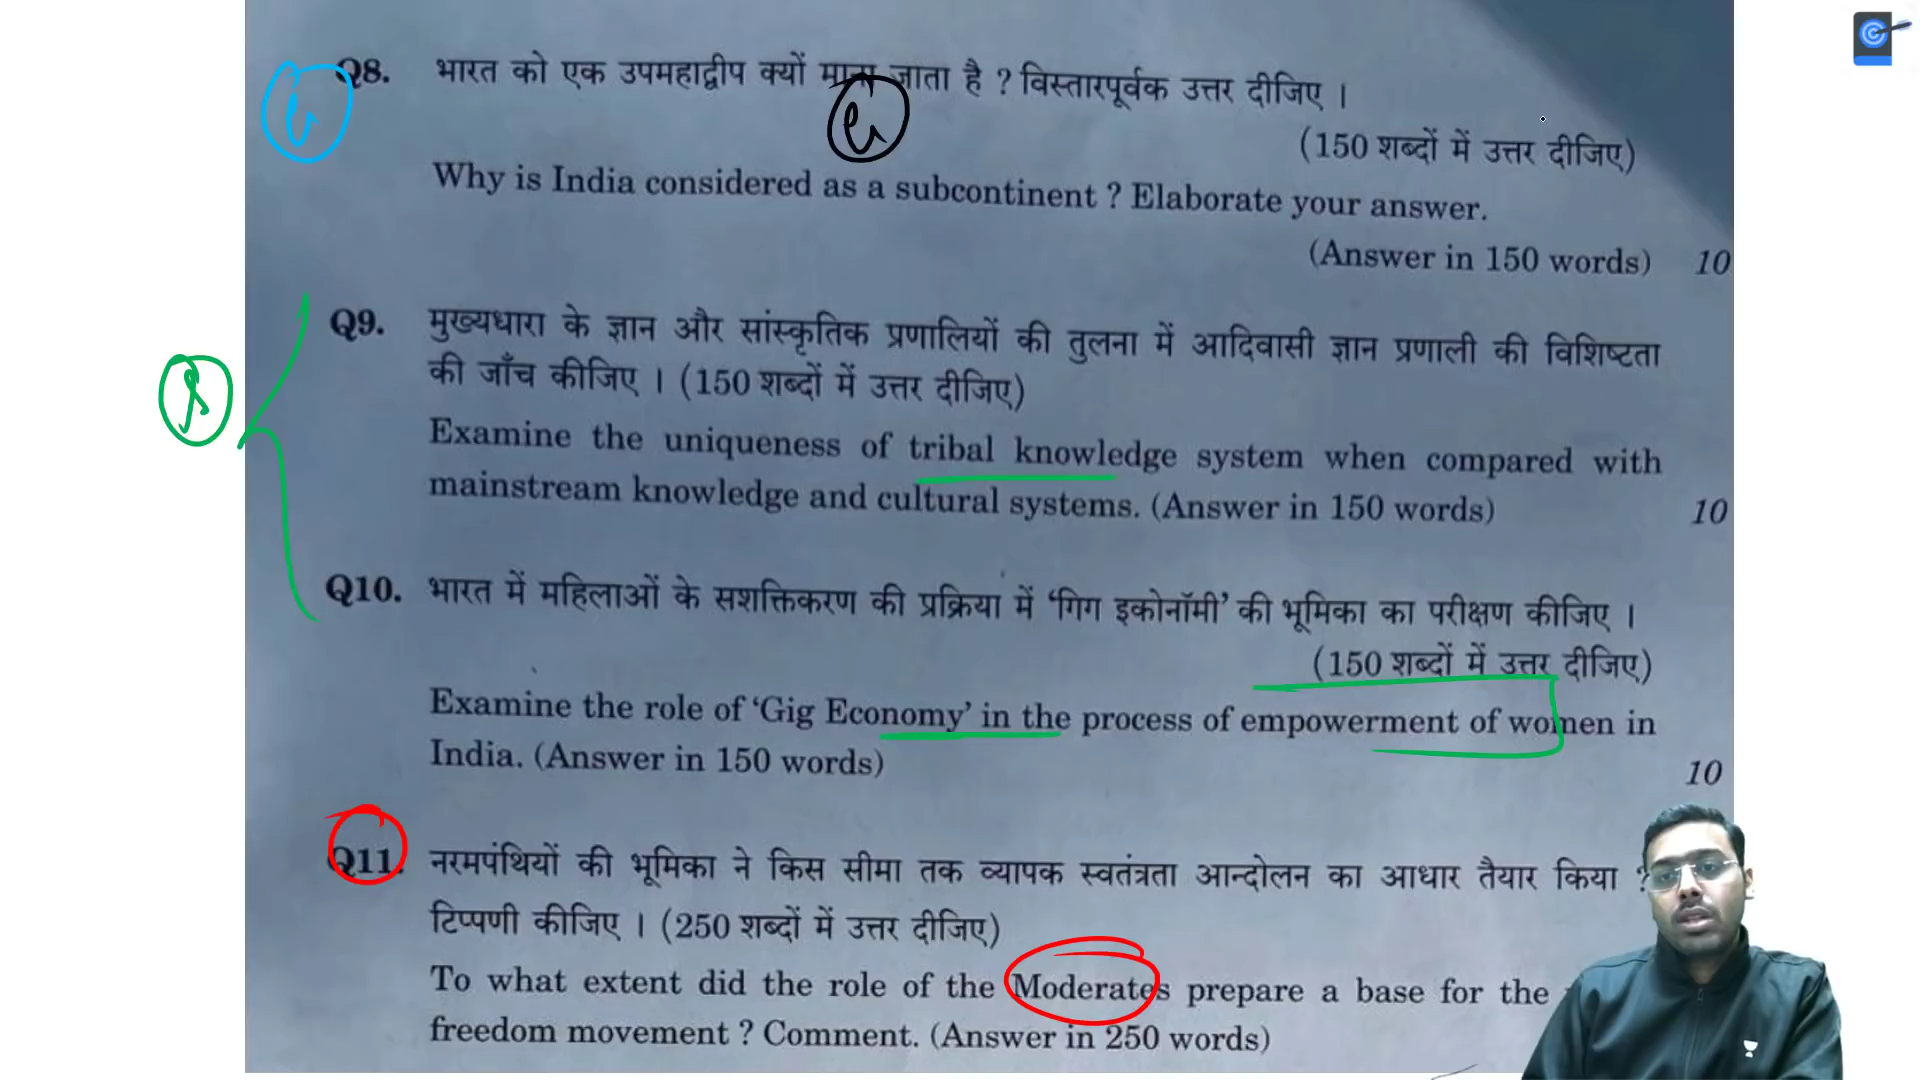 Q8. भारत को एक उपमहाद्वीप क्यों माना जाता है ? विस्तारपूर्वक उत्तर दीजिए ।
(150 शब्दों में उत्तर दीजिए)
Why is India considered as a subcontinent ? Elaborate your answer.
(Answer in 150 words) 10
Q9. मुख्यधारा के ज्ञान और सांस्कृतिक प्रणालियों की तुलना में आदिवासी ज्ञान प्रणाली की विशिष्टता
की जाँच कीजिए । (150 शब्दों में उत्तर दीजिए)
Examine the uniqueness of tribal knowledge system when compared with
mainstream knowledge and cultural systems. (Answer in 150 words) 10
Q10. भारत में महिलाओं के सशक्तिकरण की प्रक्रिया में ‘गिग इकोनॉमी’ की भूमिका का परीक्षण कीजिए ।
(150 शब्दों में उत्तर दीजिए)
Examine the role of ‘Gig Economy’ in the process of empowerment of women in
India. (Answer in 150 words) 10
Q11. नरमपंथियों की भूमिका ने किस सीमा तक व्यापक स्वतंत्रता आन्दोलन का आधार तैयार किया ?
टिप्पणी कीजिए । (250 शब्दों में उत्तर दीजिए)
To what extent did the role of the Moderates prepare a base for the
freedom movement ? Comment. (Answer in 250 words)